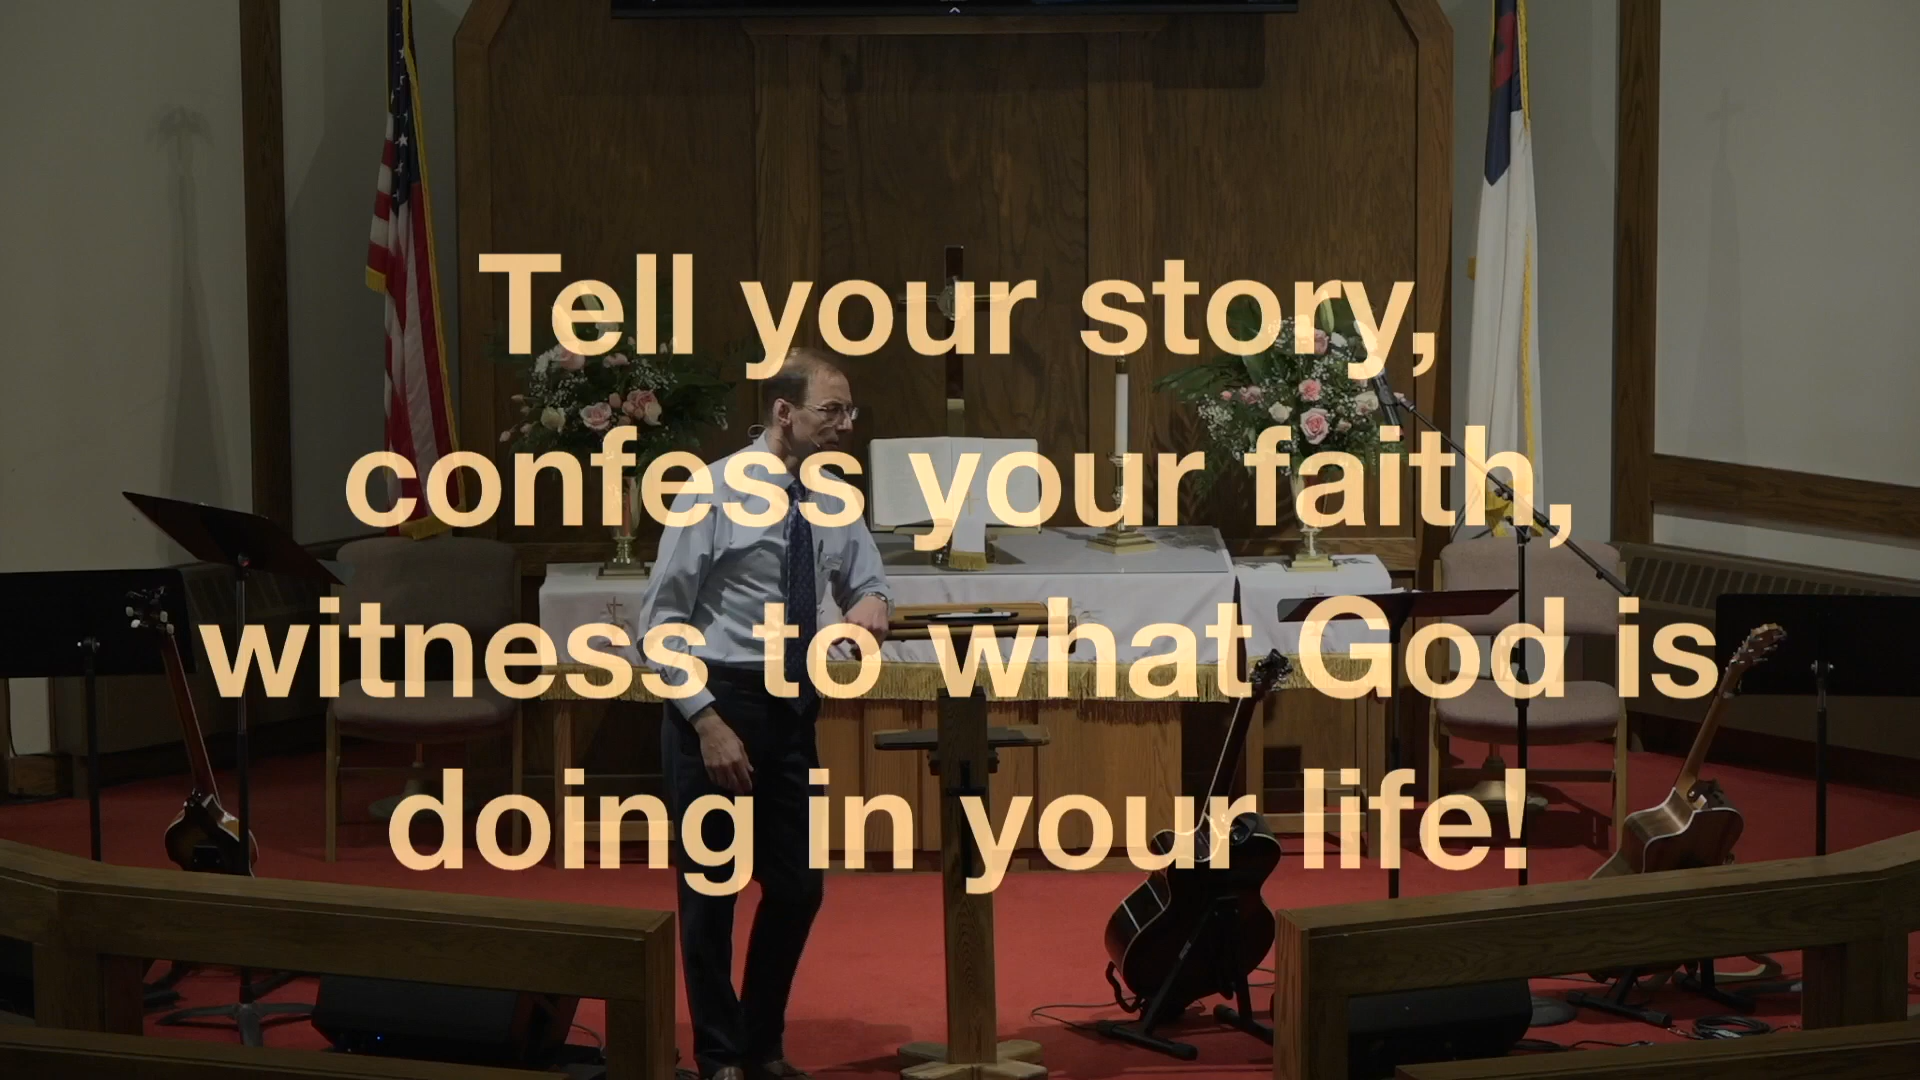 Tell your story,
confess your faith,
witness to what God is
doing in your life!